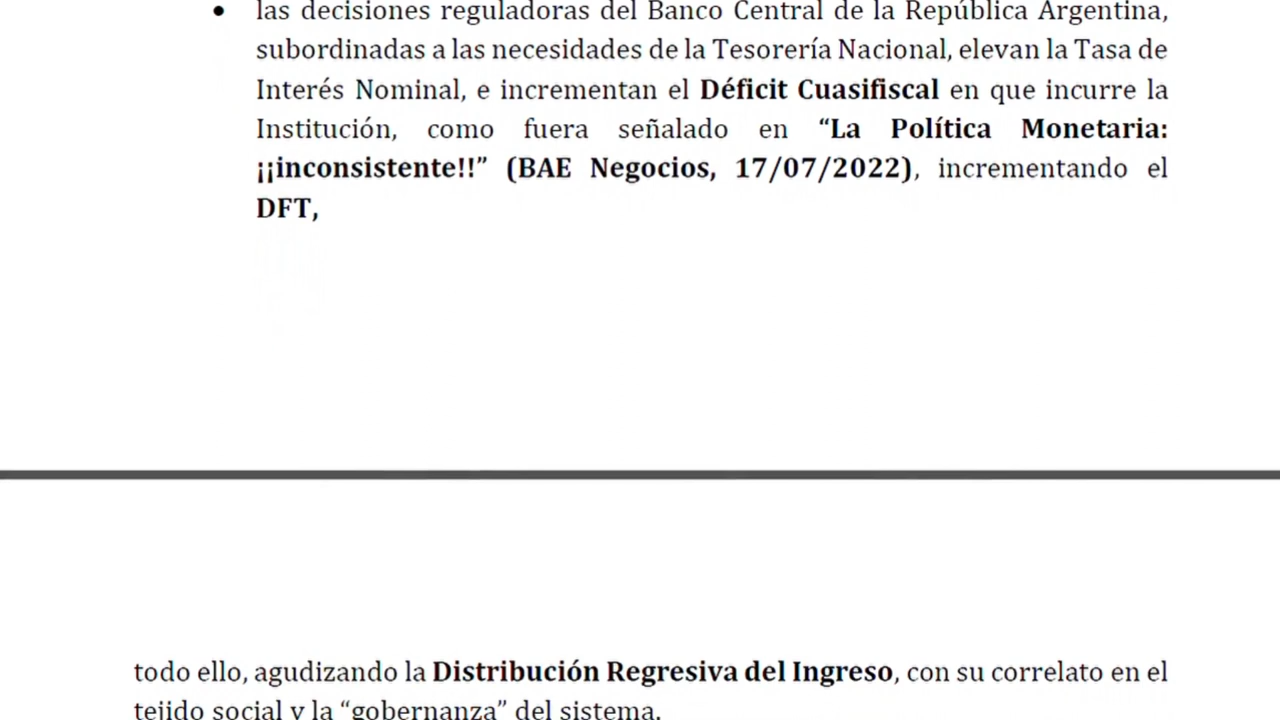 • las decisiones reguladoras del Banco Central de la República Argentina,
subordinadas a las necesidades de la Tesorería Nacional, elevan la Tasa de
Interés Nominal, e incrementan el Déficit Cuasifiscal en que incurre la
Institución, como fuera señalado en “La Política Monetaria:
¡¡inconsistente!!” (BAE Negocios, 17/07/2022), incrementando el
DFT,
todo ello, agudizando la Distribución Regresiva del Ingreso, con su correlato en el
tejido social y la “gobernanza” del sistema.